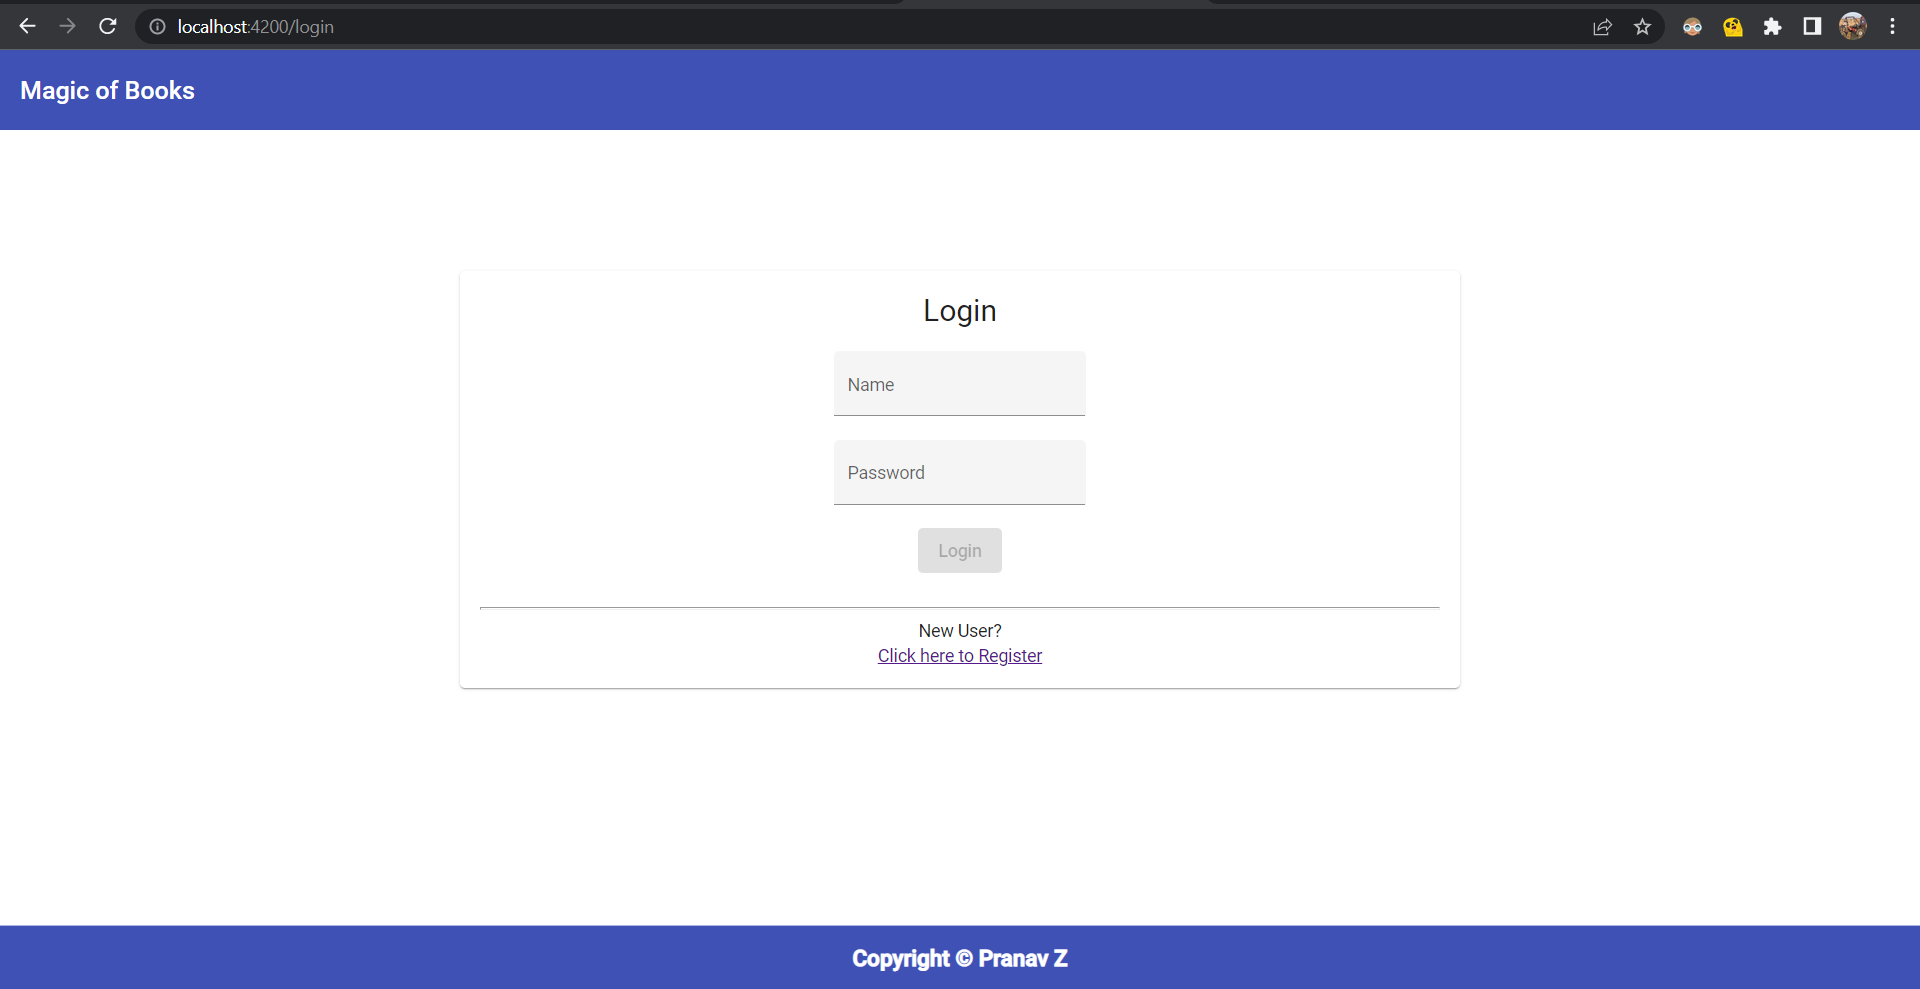 localhost:4200/login
Magic of Books
Login
Name
Password
Login
New User?
Click here to Register
Copyright © Pranav Z